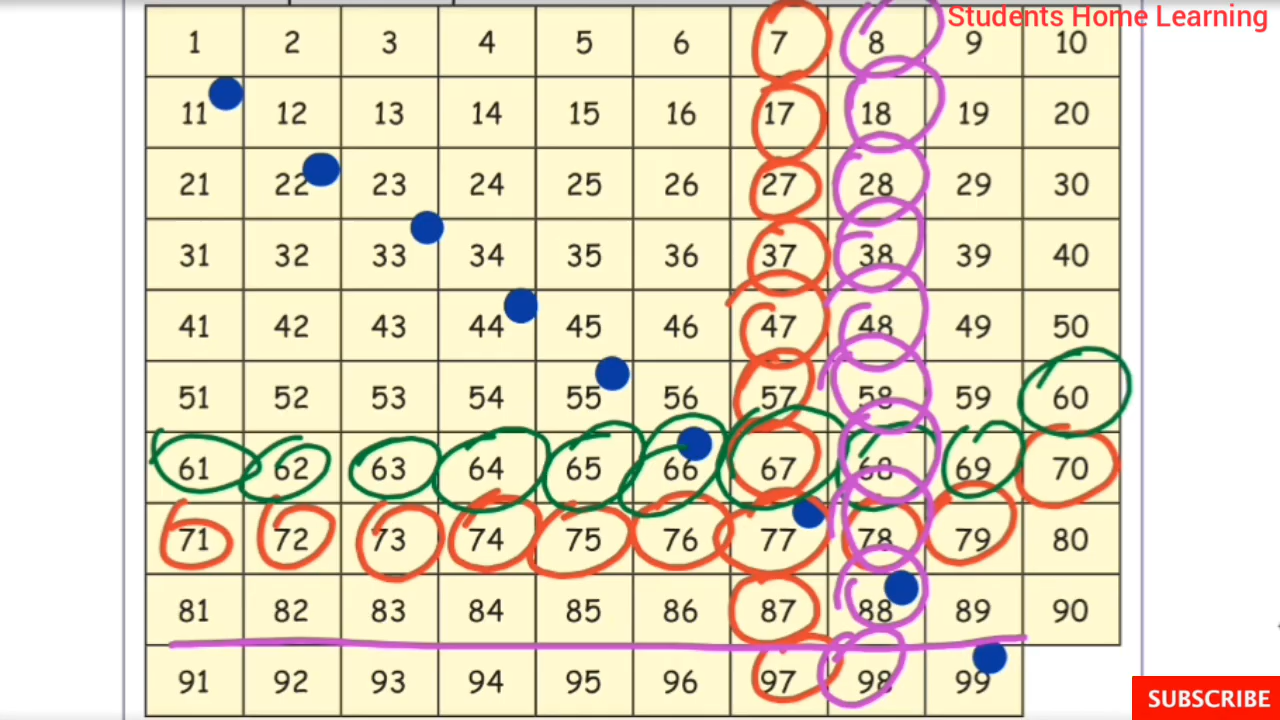 Students Home Learning
1 2 3 4 5 6 7 8 9 10
11 12 13 14 15 16 17 18 19 20
21 22 23 24 25 26 27 28 29 30
31 32 33 34 35 36 37 38 39 40
41 42 43 44 45 46 47 48 49 50
51 52 53 54 55 56 57 58 59 60
61 62 63 64 65 66 67 68 69 70
71 72 73 74 75 76 77 78 79 80
81 82 83 84 85 86 87 88 89 90
91 92 93 94 95 96 97 98 99
SUBSCRIBE